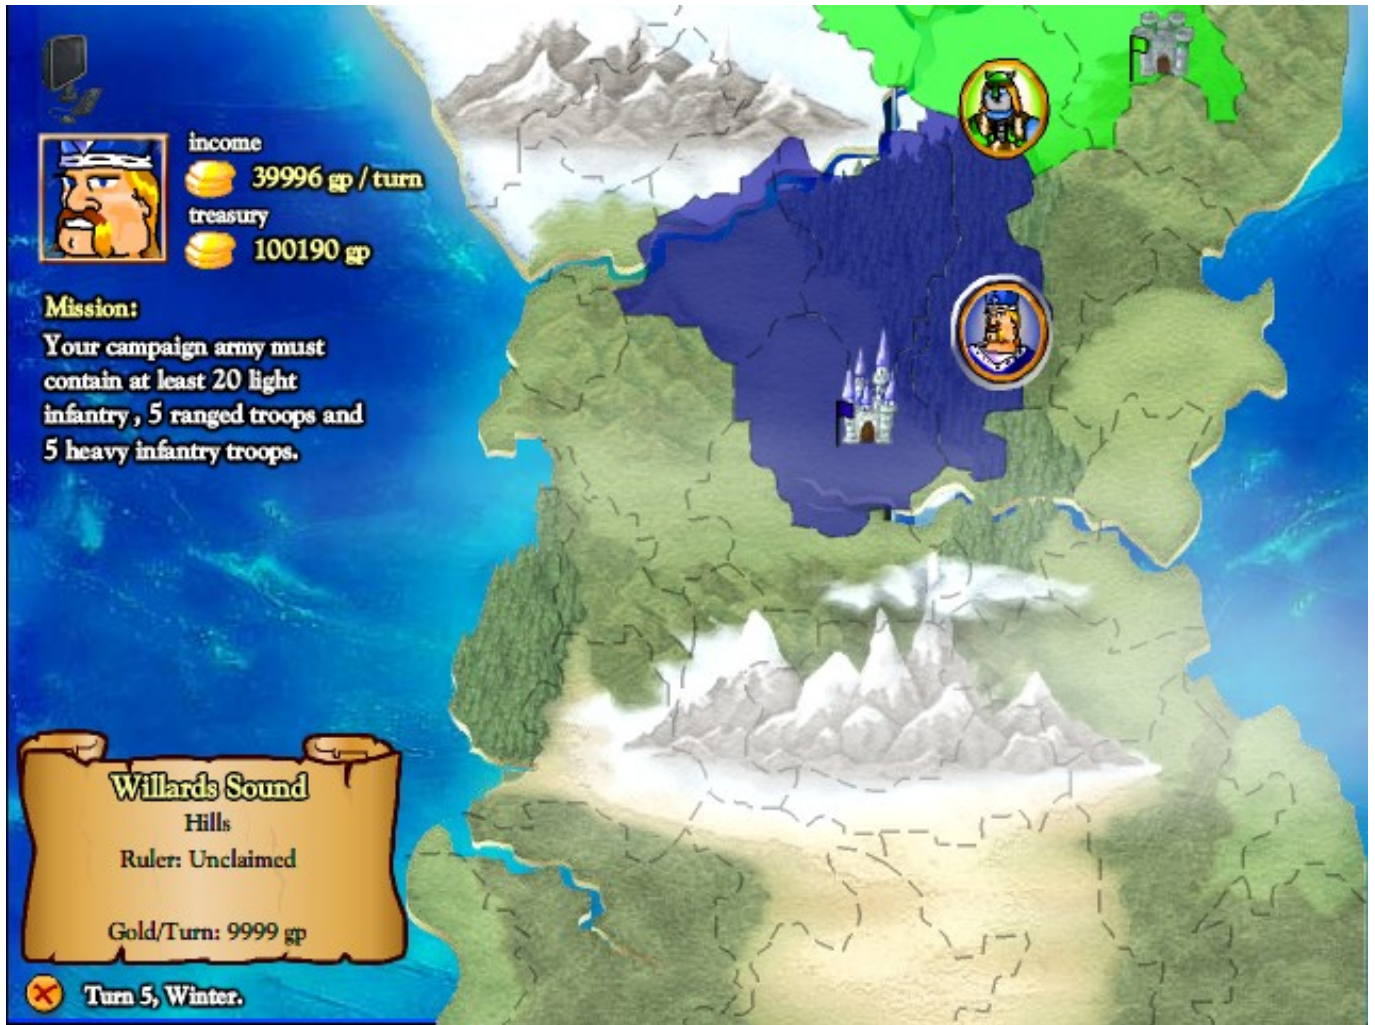 income
39996 gp / turn
treasury
100190 gp
Mission:
Your campaign army must
contain at least 20 light
infantry , 5 ranged troops and
5 heavy infantry troops.
Willards Sound
Hills
Ruler: Unclaimed
Gold/Turn: 9999 gp
Turn 5, Winter.